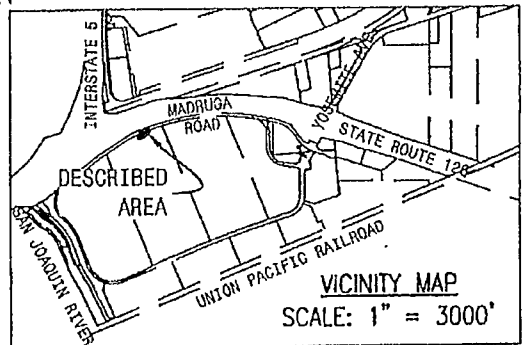 INTERSTATE 5
MADRUGA
ROAD
YOSEMITE AVE
STATE ROUTE 120
DESCRIBED
AREA
SAN JOAQUIN RIVER
UNION PACIFIC RAILROAD
VICINITY MAP
SCALE: 1" = 3000'